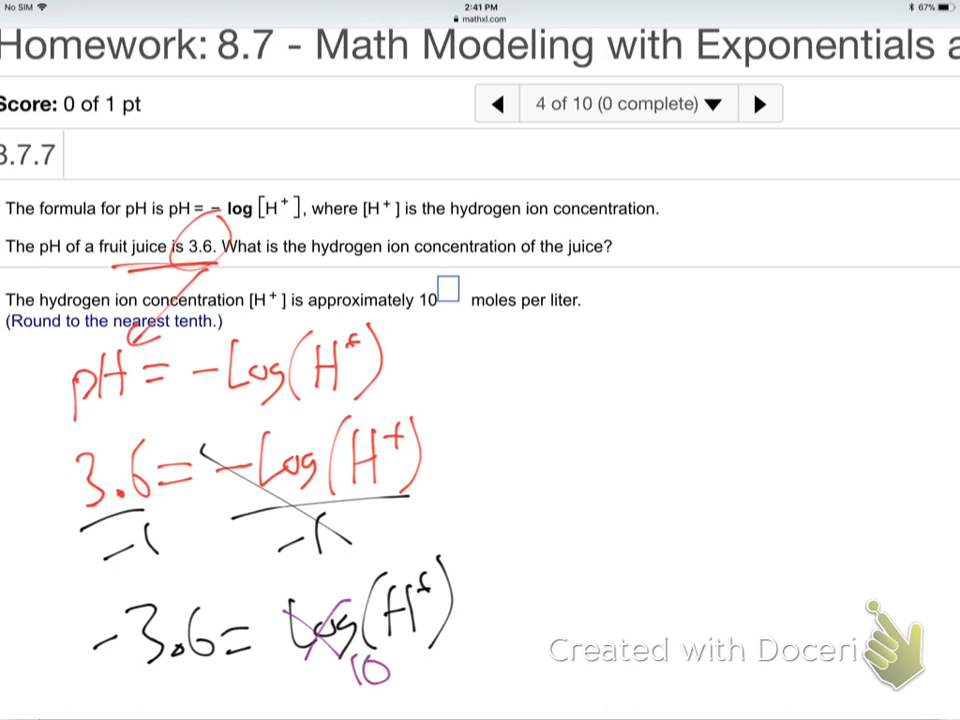 No SIM 2:41 PM 67%
mathxl.com
Homework: 8.7 - Math Modeling with Exponentials a
Score: 0 of 1 pt
4 of 10 (0 complete)
8.7.7
The formula for pH is pH = − log [H⁺], where [H⁺] is the hydrogen ion concentration.
The pH of a fruit juice is 3.6. What is the hydrogen ion concentration of the juice?
The hydrogen ion concentration [H⁺] is approximately 10 moles per liter.
(Round to the nearest tenth.)
pH = -Log(H⁺)
3.6 = -Log(H⁺)
-1 -1
-3.6 = Log(H⁺)
10
Created with Doceri